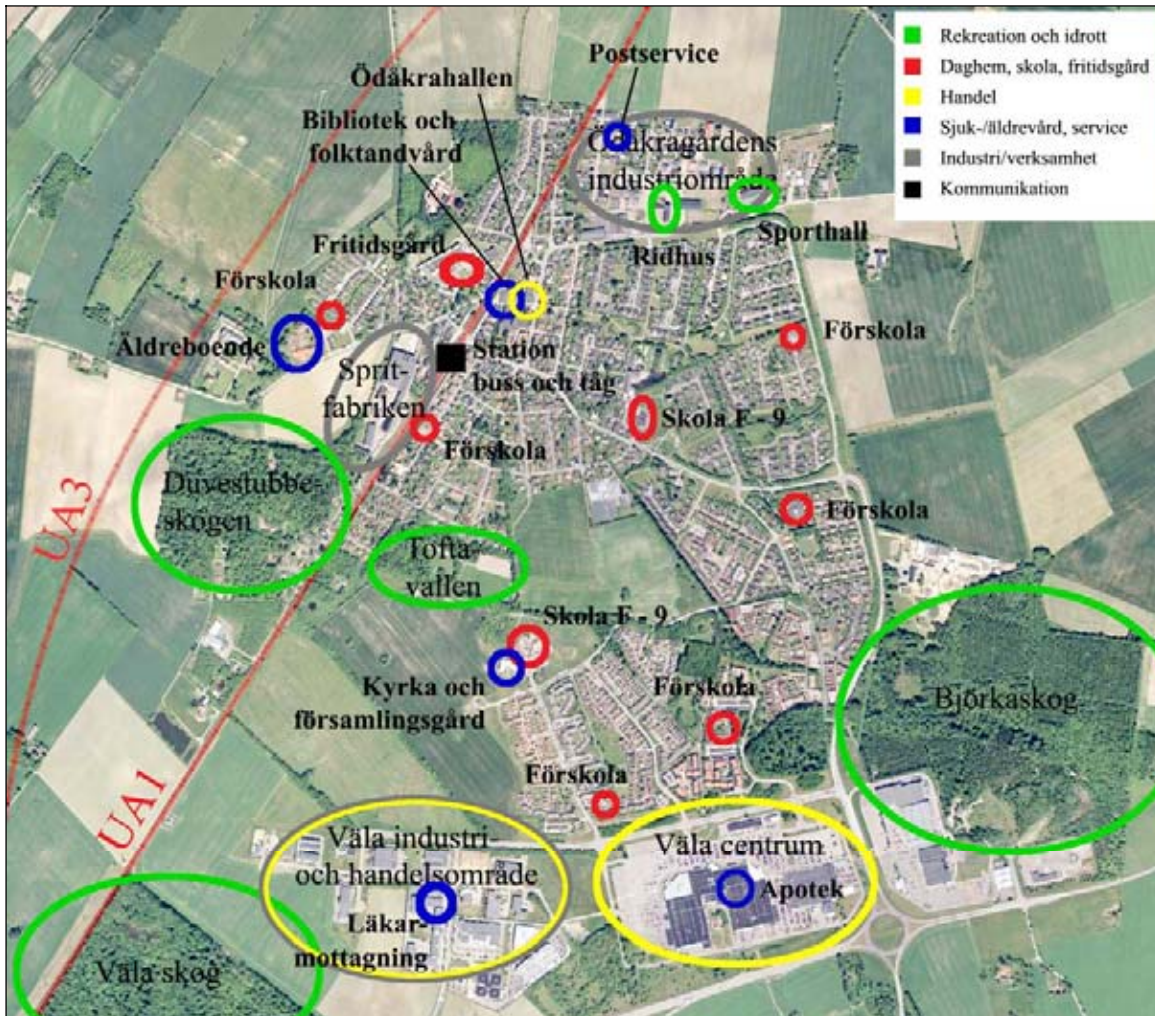 Rekreation och idrott
Daghem, skola, fritidsgård
Handel
Sjuk-/äldrevård, service
Industri/verksamhet
Kommunikation
Postservice
Ödåkrahallen
Bibliotek och
folktandvård
Ödåkragårdens
industriområde
Sporthall
Ridhus
Fritidsgård
Förskola
Äldreboende
Station
buss och tåg
Sprit-
fabriken
Förskola
Förskola
Skola F - 9
Förskola
UA3
Duvestubbe-
skogen
Tofta-
vallen
Skola F - 9
Kyrka och
församlingsgård
Förskola
Björkaskog
Förskola
UA1
Väla industri-
och handelsområde
Läkar-
mottagning
Väla centrum
Apotek
Väla skog